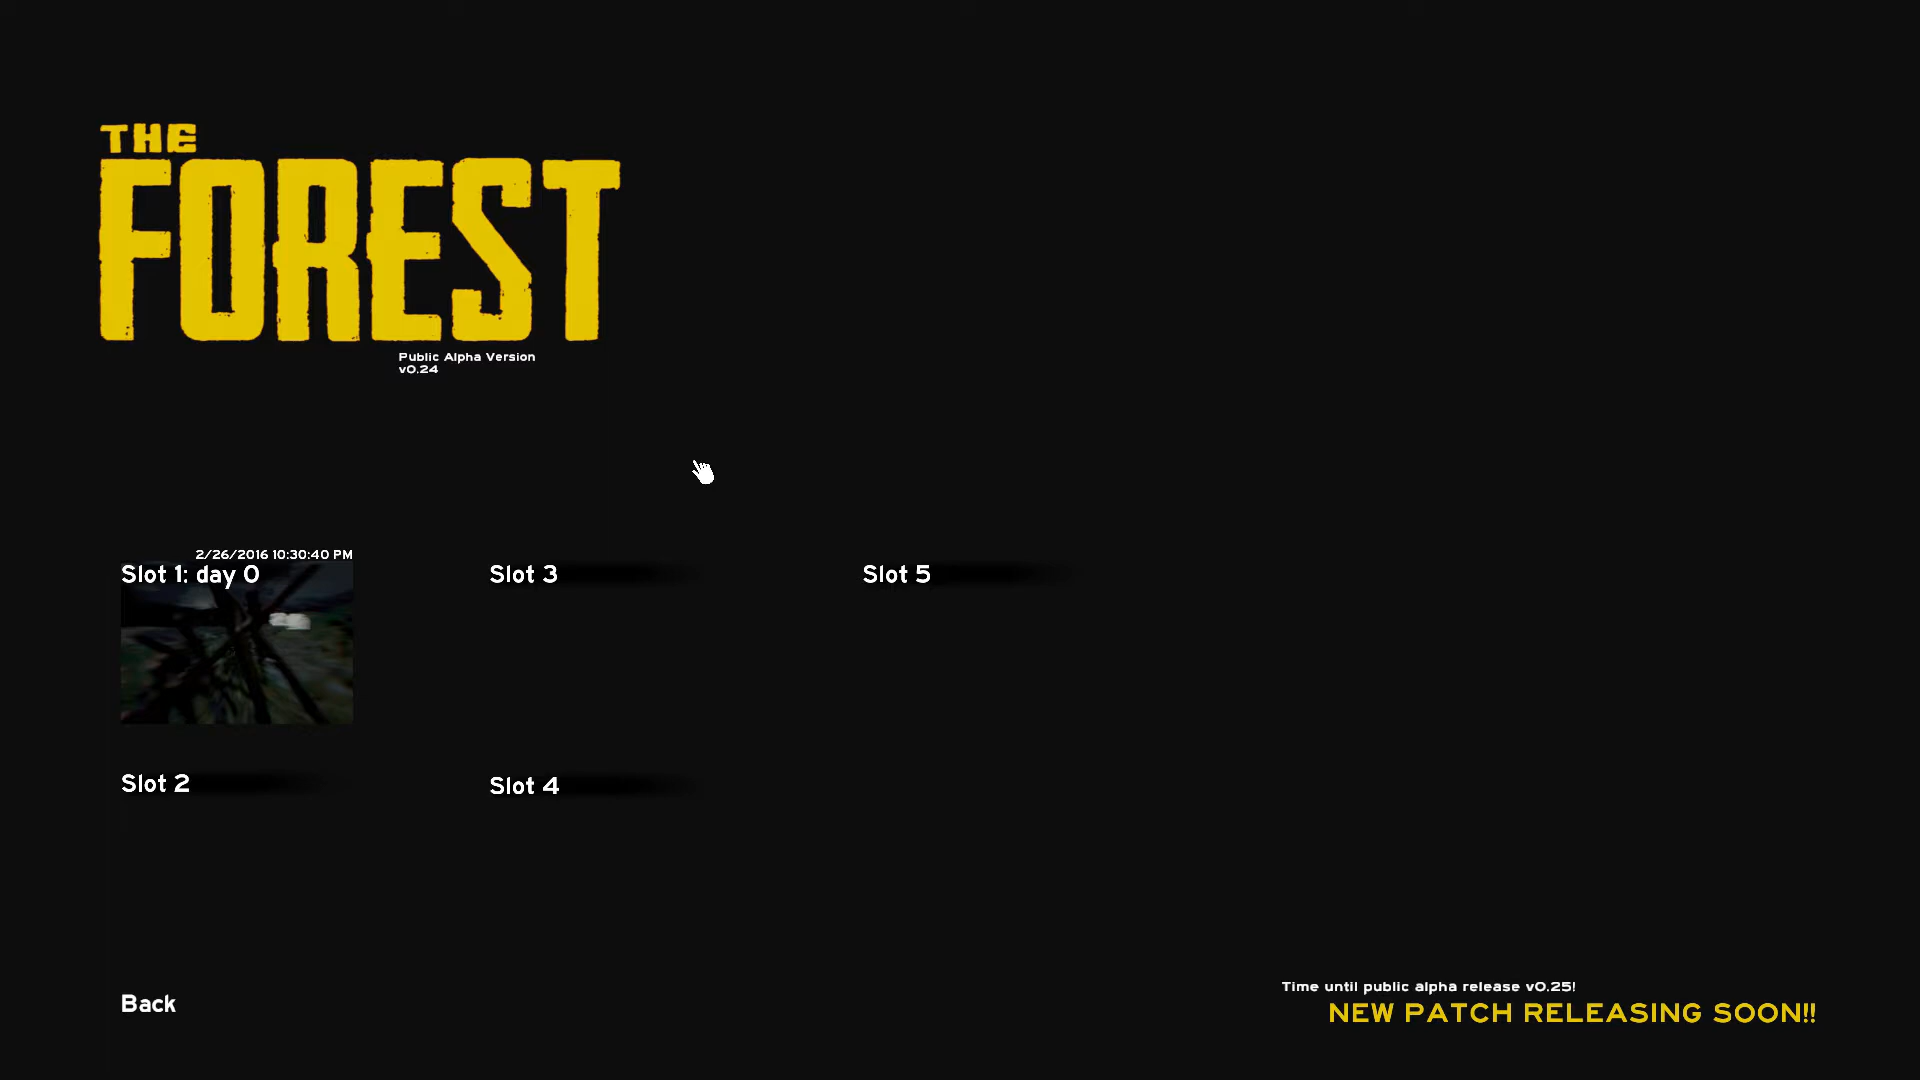 THE
FOREST
Public Alpha Version
v0.24
2/26/2016 10:30:40 PM
Slot 1: day 0
Slot 3
Slot 5
Slot 2
Slot 4
Back
Time until public alpha release v0.25!
NEW PATCH RELEASING SOON!!